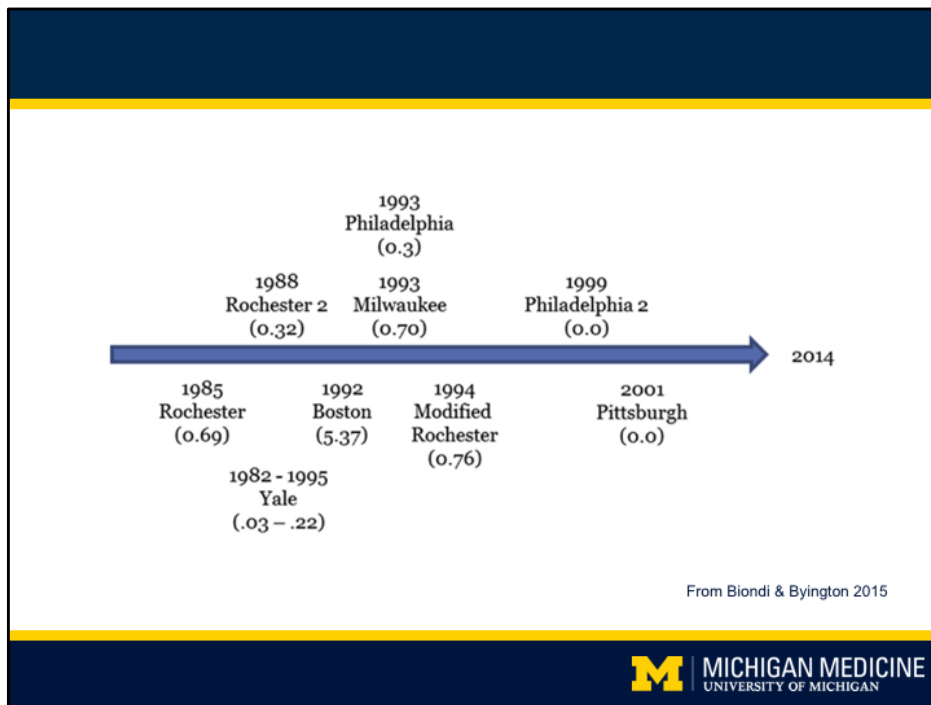 1993
Philadelphia
(0.3)
1988
Rochester 2
(0.32)
1993
Milwaukee
(0.70)
1999
Philadelphia 2
(0.0)
2014
1985
Rochester
(0.69)
1992
Boston
(5.37)
1994
Modified
Rochester
(0.76)
2001
Pittsburgh
(0.0)
1982 - 1995
Yale
(.03 – .22)
From Biondi & Byington 2015
M
MICHIGAN MEDICINE
UNIVERSITY OF MICHIGAN